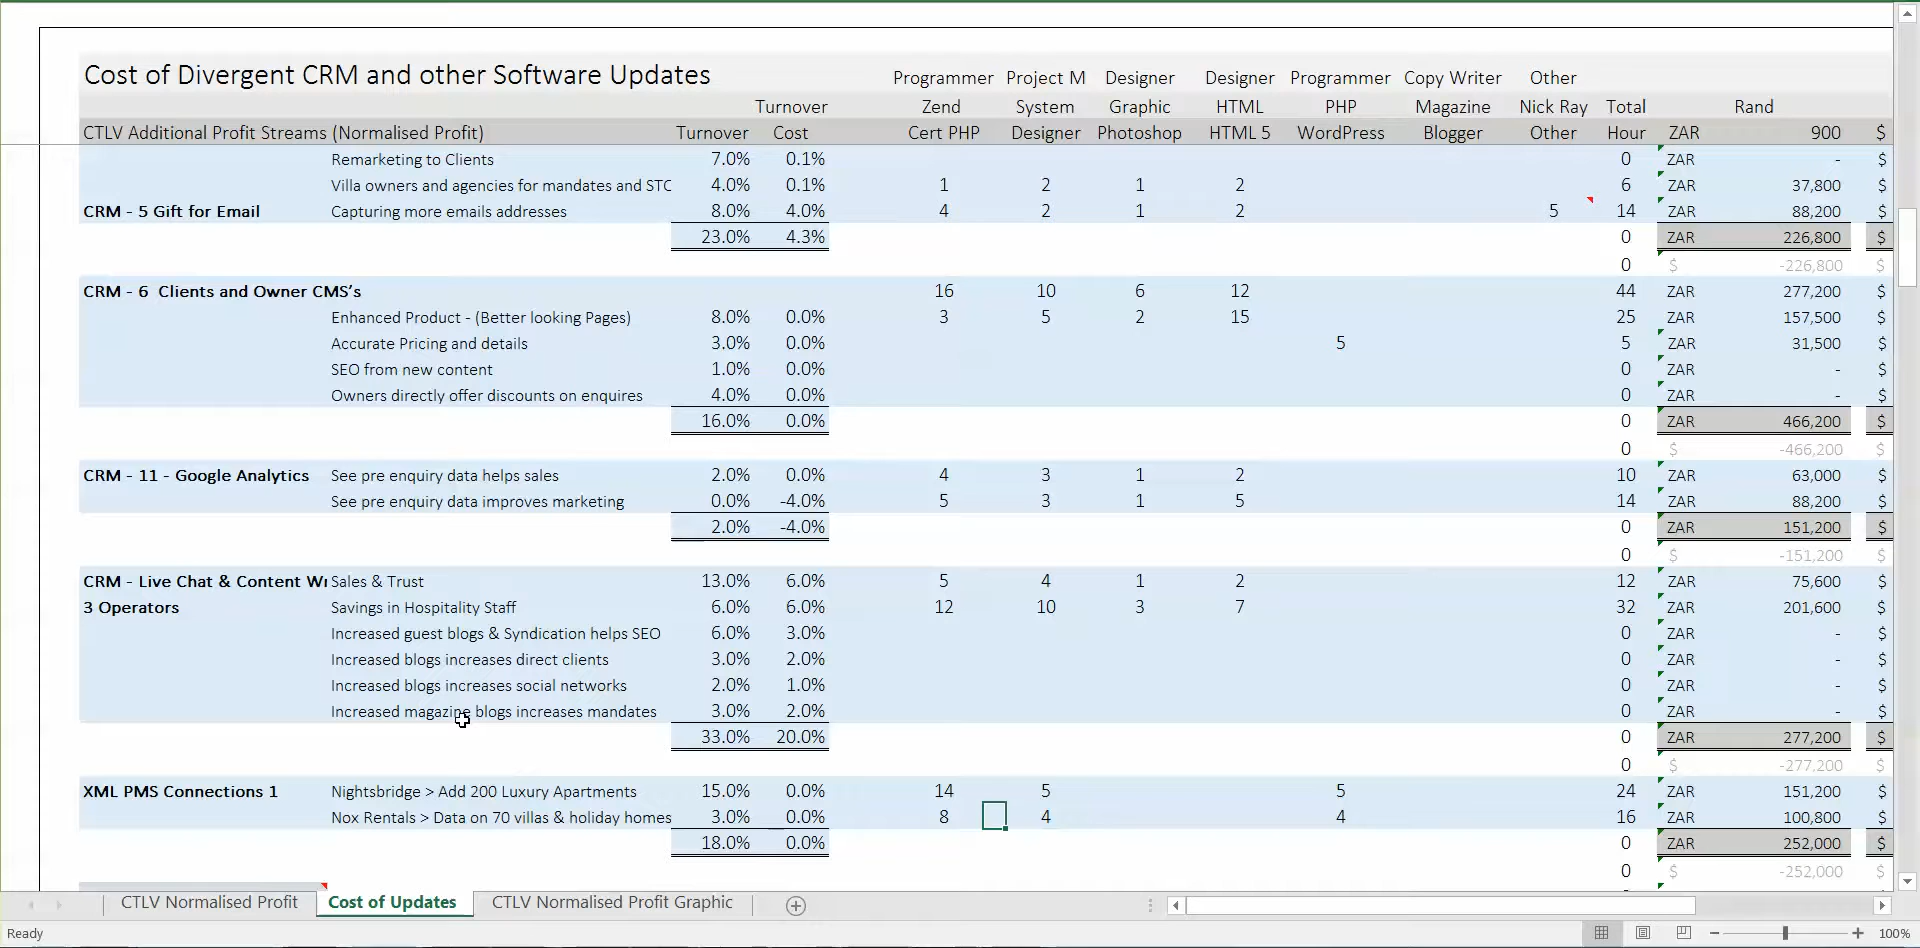 Cost of Divergent CRM and other Software Updates Programmer Project M Designer Designer Programmer Copy Writer Other
Turnover Zend System Graphic HTML PHP Magazine Nick Ray Total Rand
CTLV Additional Profit Streams (Normalised Profit) Turnover Cost Cert PHP Designer Photoshop HTML 5 WordPress Blogger Other Hour ZAR 900 $
Remarketing to Clients 7.0% 0.1% 0 ZAR - $
Villa owners and agencies for mandates and STC 4.0% 0.1% 1 2 1 2 6 ZAR 37,800 $
CRM - 5 Gift for Email Capturing more emails addresses 8.0% 4.0% 4 2 1 2 5 14 ZAR 88,200 $
23.0% 4.3% 0 ZAR 226,800 $
0 $ -226,800 $
CRM - 6 Clients and Owner CMS’s 16 10 6 12 44 ZAR 277,200 $
Enhanced Product - (Better looking Pages) 8.0% 0.0% 3 5 2 15 25 ZAR 157,500 $
Accurate Pricing and details 3.0% 0.0% 5 5 ZAR 31,500 $
SEO from new content 1.0% 0.0% 0 ZAR - $
Owners directly offer discounts on enquires 4.0% 0.0% 0 ZAR - $
16.0% 0.0% 0 ZAR 466,200 $
0 $ -466,200 $
CRM - 11 - Google Analytics See pre enquiry data helps sales 2.0% 0.0% 4 3 1 2 10 ZAR 63,000 $
See pre enquiry data improves marketing 0.0% -4.0% 5 3 1 5 14 ZAR 88,200 $
2.0% -4.0% 0 ZAR 151,200 $
0 $ -151,200 $
CRM - Live Chat & Content Wr Sales & Trust 13.0% 6.0% 5 4 1 2 12 ZAR 75,600 $
3 Operators Savings in Hospitality Staff 6.0% 6.0% 12 10 3 7 32 ZAR 201,600 $
Increased guest blogs & Syndication helps SEO 6.0% 3.0% 0 ZAR - $
Increased blogs increases direct clients 3.0% 2.0% 0 ZAR - $
Increased blogs increases social networks 2.0% 1.0% 0 ZAR - $
Increased magazine blogs increases mandates 3.0% 2.0% 0 ZAR - $
33.0% 20.0% 0 ZAR 277,200 $
0 $ -277,200 $
XML PMS Connections 1 Nightsbridge > Add 200 Luxury Apartments 15.0% 0.0% 14 5 5 24 ZAR 151,200 $
Nox Rentals > Data on 70 villas & holiday homes 3.0% 0.0% 8 4 4 16 ZAR 100,800 $
18.0% 0.0% 0 ZAR 252,000 $
0 $ -252,000 $
CTLV Normalised Profit Cost of Updates CTLV Normalised Profit Graphic
Ready 100%